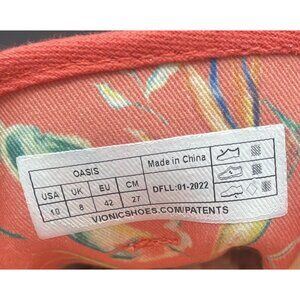 OASIS
Made in China
USA UK EU CM
10 8 42 27
DFLL:01-2022
VIONICSHOES.COM/PATENTS